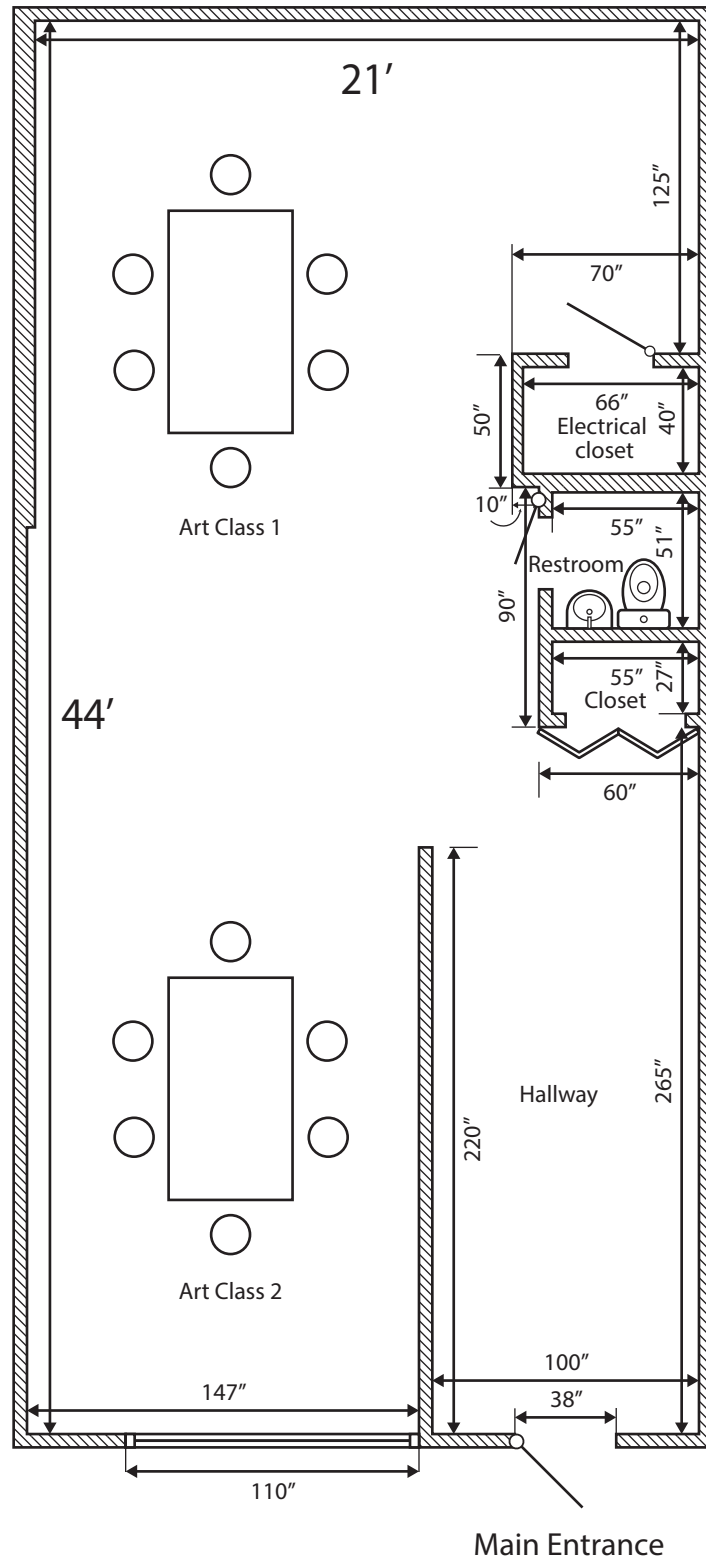 21′
125″
70″
50″
66″
Electrical
closet
40″
10″
55″
51″
Restroom
90″
55″
27″
Closet
44′
60″
Art Class 1
220″
Hallway
265″
Art Class 2
147″
100″
38″
110″
Main Entrance